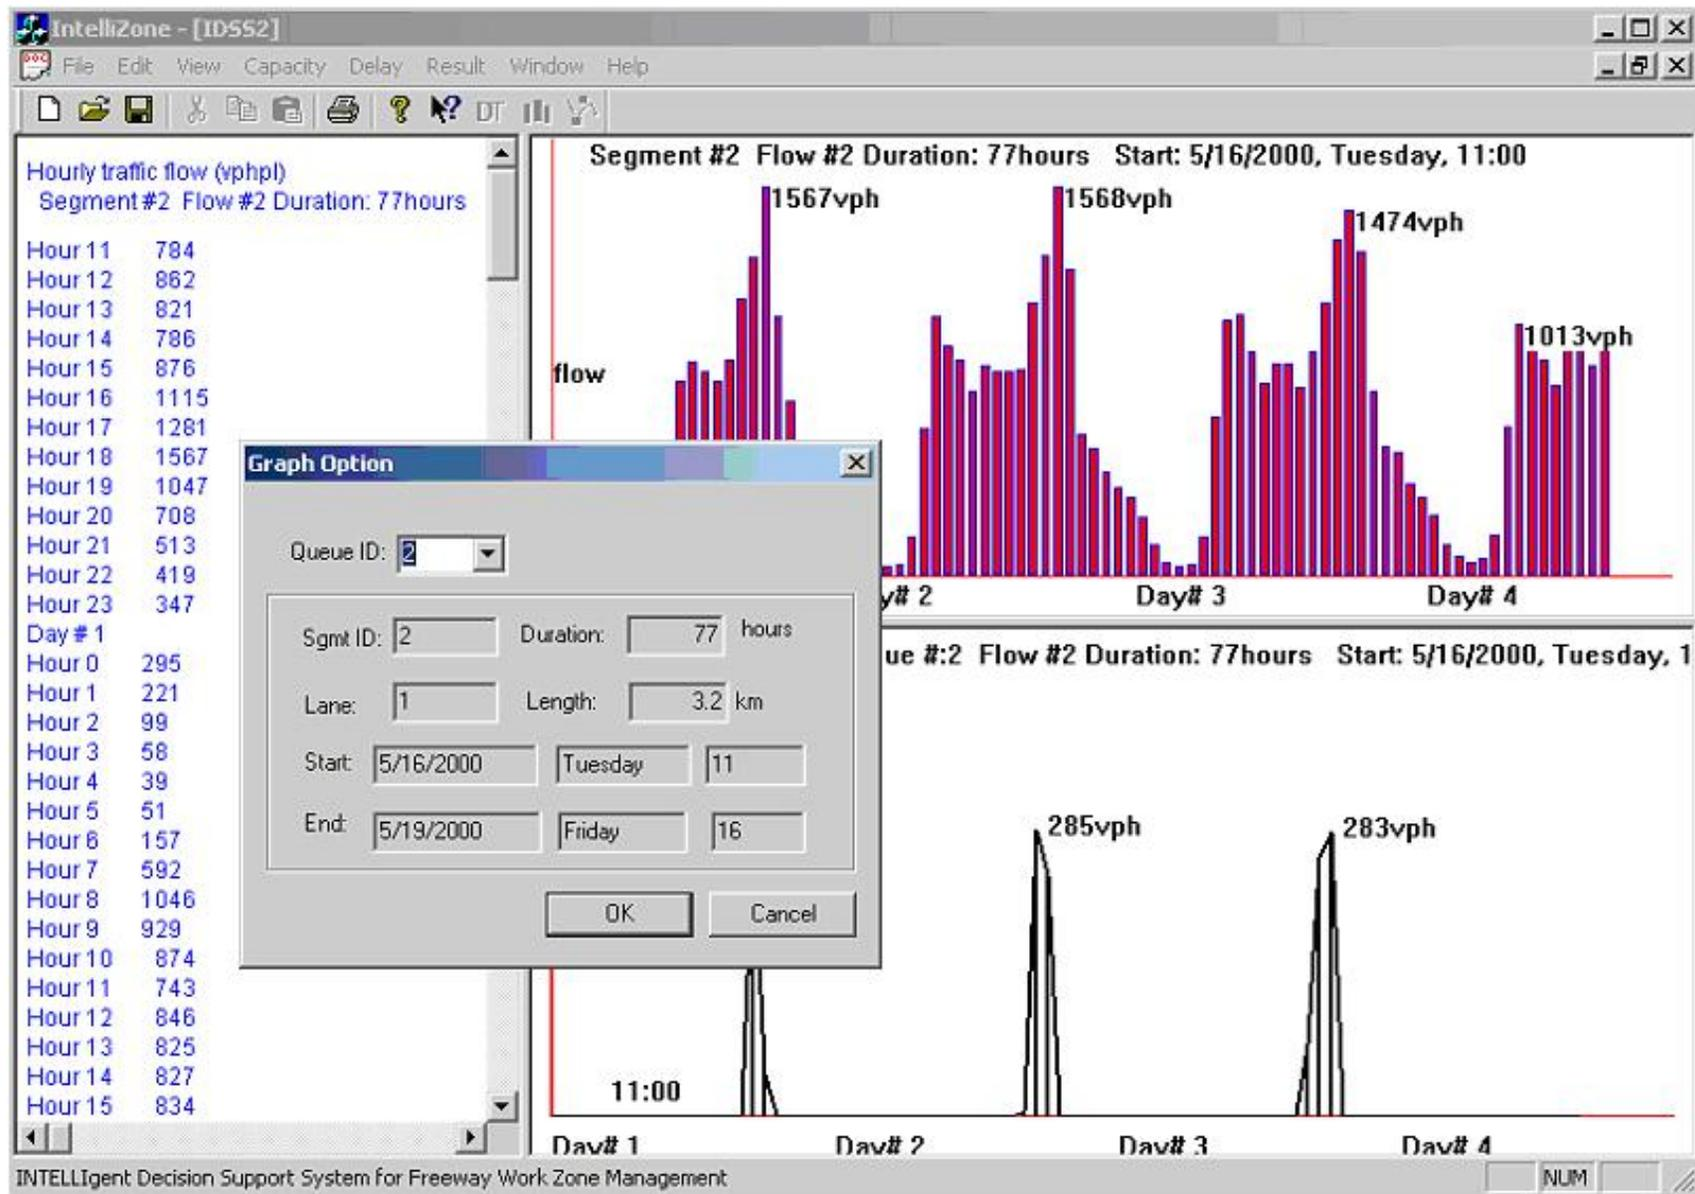 IntelliZone - [IDSS2]
File Edit View Capacity Delay Result Window Help
DT
Hourly traffic flow (vphpl)
Segment #2 Flow #2 Duration: 77hours
Hour 11 784
Hour 12 862
Hour 13 821
Hour 14 786
Hour 15 876
Hour 16 1115
Hour 17 1281
Hour 18 1567
Hour 19 1047
Hour 20 708
Hour 21 513
Hour 22 419
Hour 23 347
Day # 1
Hour 0 295
Hour 1 221
Hour 2 99
Hour 3 58
Hour 4 39
Hour 5 51
Hour 6 157
Hour 7 592
Hour 8 1046
Hour 9 929
Hour 10 874
Hour 11 743
Hour 12 846
Hour 13 825
Hour 14 827
Hour 15 834
Segment #2 Flow #2 Duration: 77hours Start: 5/16/2000, Tuesday, 11:00
1567vph
1568vph
1474vph
1013vph
flow
y# 2 Day# 3 Day# 4
Graph Option
Queue ID: 2
Sgmt ID: 2 Duration: 77 hours
Lane: 1 Length: 3.2 km
Start: 5/16/2000 Tuesday 11
End: 5/19/2000 Friday 16
OK Cancel
ue #:2 Flow #2 Duration: 77hours Start: 5/16/2000, Tuesday, 1
285vph
283vph
11:00
Day# 1 Day# 2 Day# 3 Day# 4
INTELLIgent Decision Support System for Freeway Work Zone Management
NUM